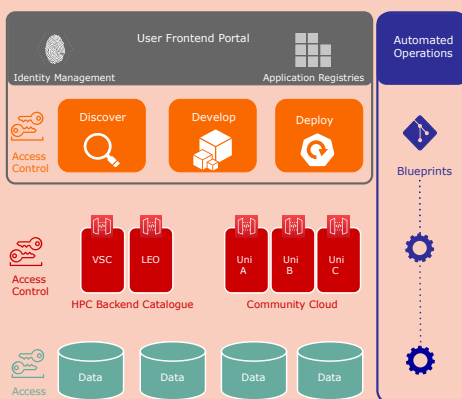 User Frontend Portal
Identity Management
Application Registries
Automated
Operations
Discover
Develop
Deploy
Access
Control
Blueprints
VSC
LEO
Uni
A
Uni
B
Uni
C
Access
Control
HPC Backend Catalogue
Community Cloud
Data
Data
Data
Data
Access